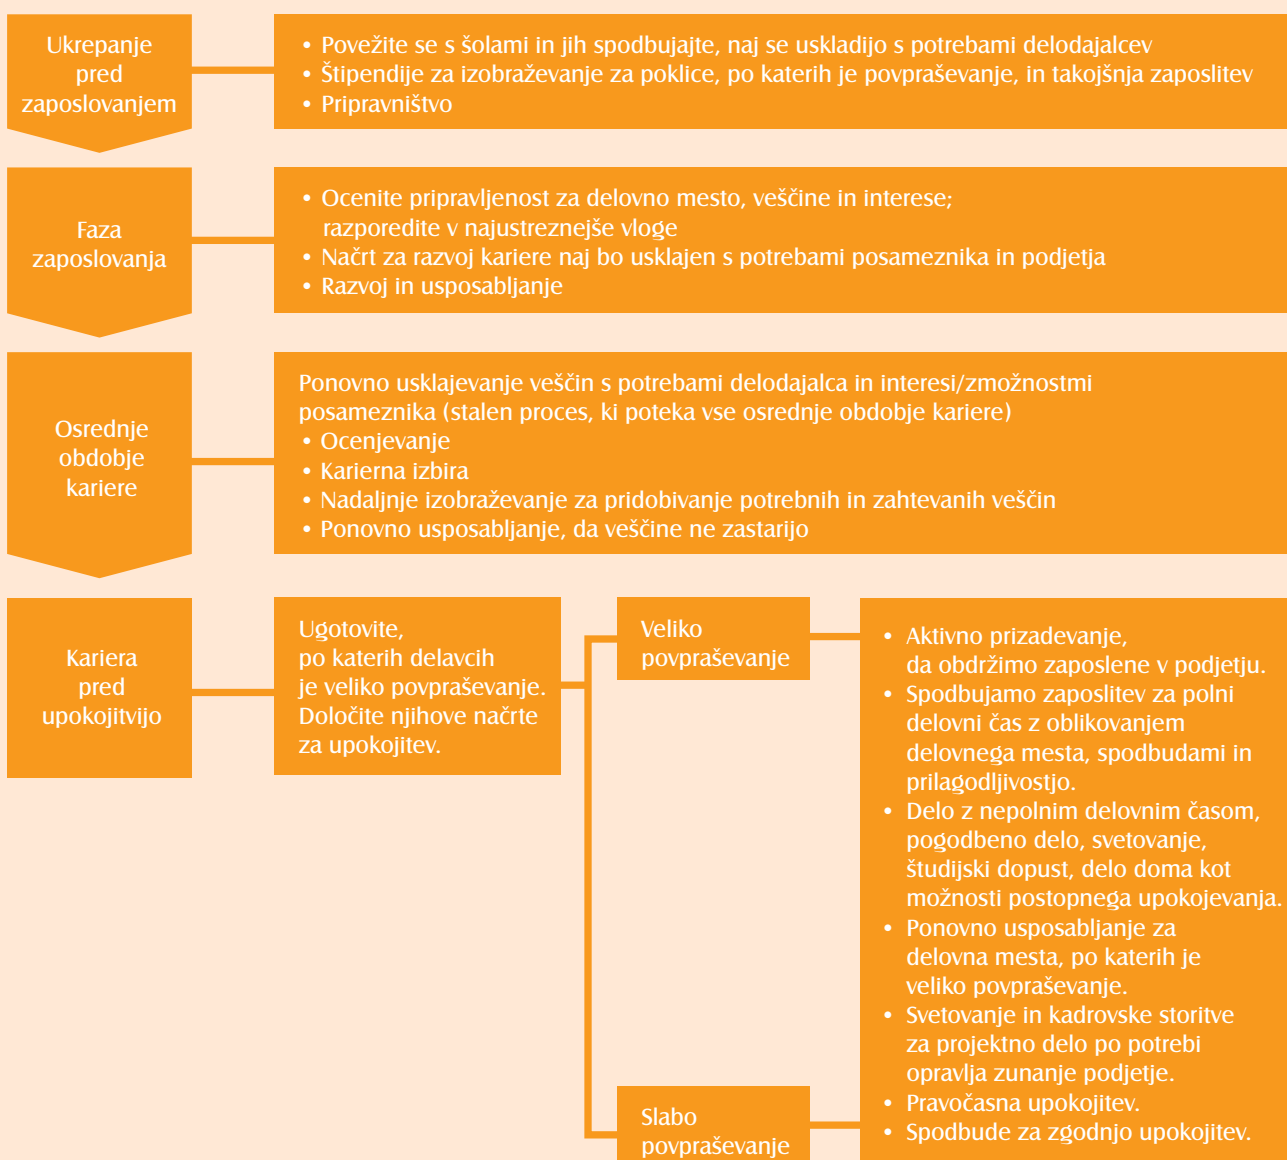 Ukrepanje
pred
zaposlovanjem
• Povežite se s šolami in jih spodbujajte, naj se uskladijo s potrebami delodajalcev
• Štipendije za izobraževanje za poklice, po katerih je povpraševanje, in takojšnja zaposlitev
• Pripravništvo
Faza
zaposlovanja
• Ocenite pripravljenost za delovno mesto, veščine in interese;
razporedite v najustreznejše vloge
• Načrt za razvoj kariere naj bo usklajen s potrebami posameznika in podjetja
• Razvoj in usposabljanje
Osrednje
obdobje
kariere
Ponovno usklajevanje veščin s potrebami delodajalca in interesi/zmožnostmi
posameznika (stalen proces, ki poteka vse osrednje obdobje kariere)
• Ocenjevanje
• Karierna izbira
• Nadaljnje izobraževanje za pridobivanje potrebnih in zahtevanih veščin
• Ponovno usposabljanje, da veščine ne zastarijo
Kariera
pred
upokojitvijo
Ugotovite,
po katerih delavcih
je veliko povpraševanje.
Določite njihove načrte
za upokojitev.
Veliko
povpraševanje
• Aktivno prizadevanje,
da obdržimo zaposlene v podjetju.
• Spodbujamo zaposlitev za polni
delovni čas z oblikovanjem
delovnega mesta, spodbudami in
prilagodljivostjo.
• Delo z nepolnim delovnim časom,
pogodbeno delo, svetovanje,
študijski dopust, delo doma kot
možnosti postopnega upokojevanja.
• Ponovno usposabljanje za
delovna mesta, po katerih je
veliko povpraševanje.
• Svetovanje in kadrovske storitve
za projektno delo po potrebi
opravlja zunanje podjetje.
• Pravočasna upokojitev.
• Spodbude za zgodnjo upokojitev.
Slabo
povpraševanje